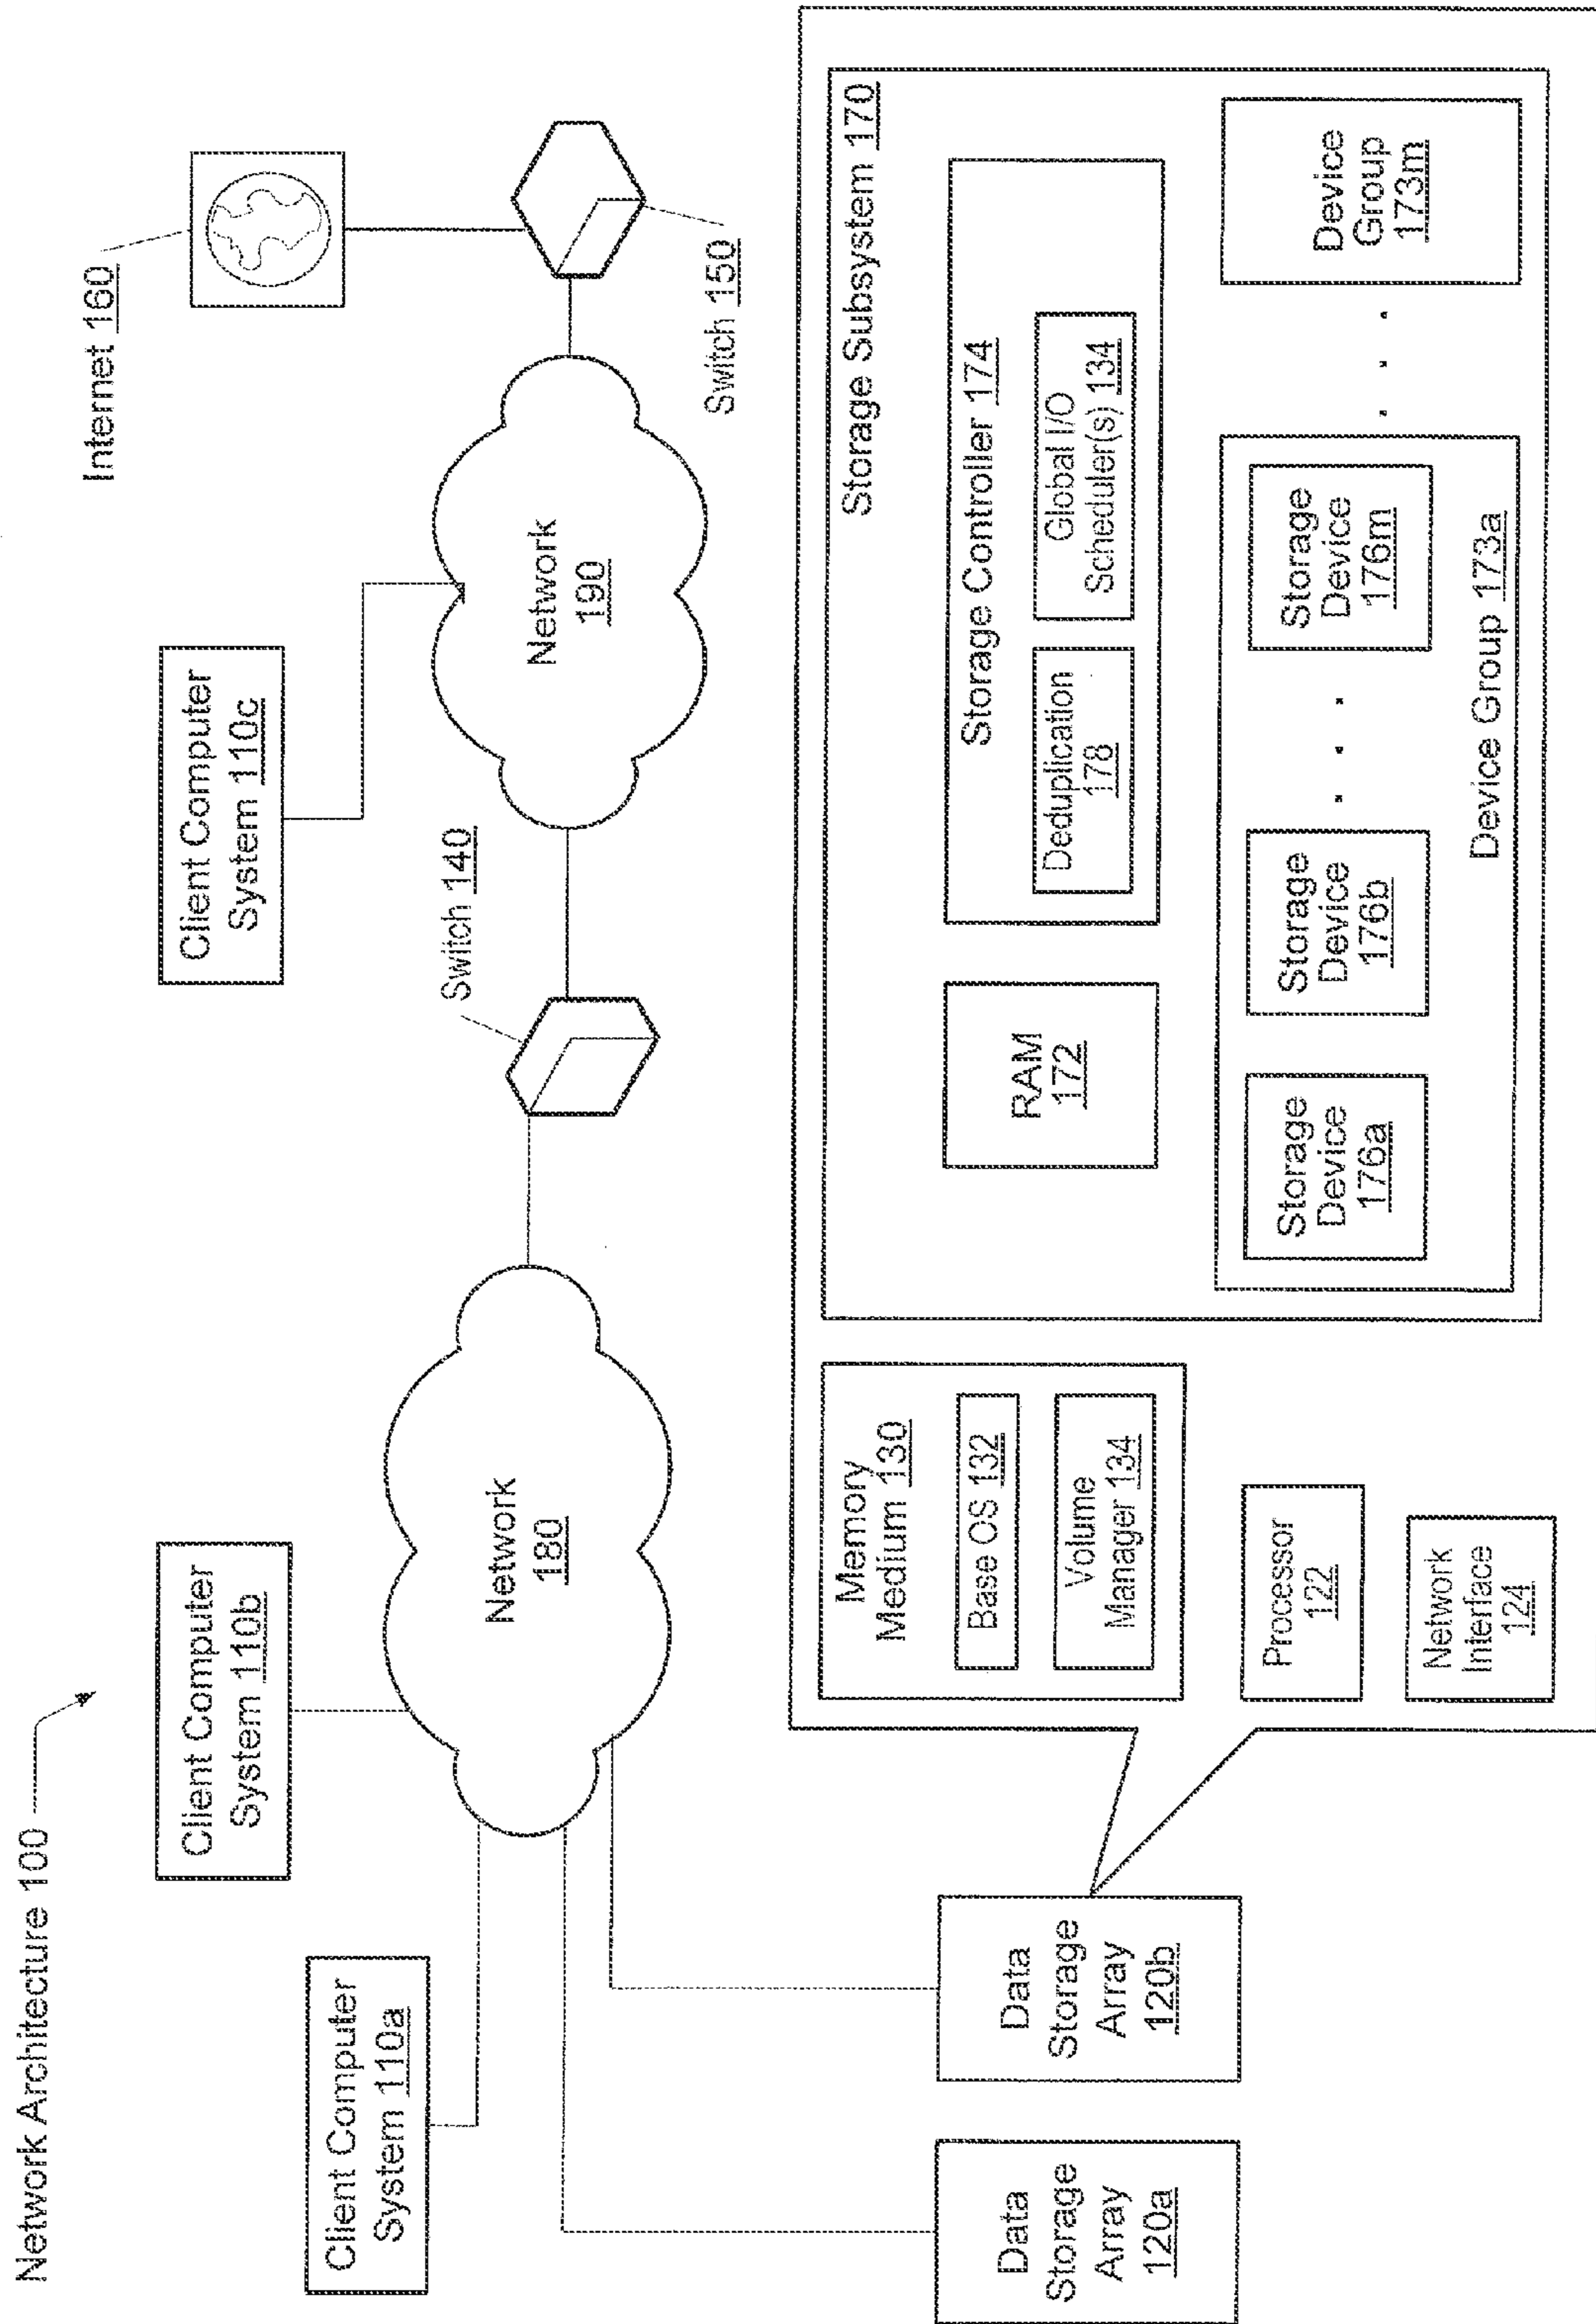 Network Architecture 100
Client Computer
System 110a
Client Computer
System 110b
Client Computer
System 110c
Internet 160
Switch 140
Switch 150
Network
180
Network
190
Data
Storage
Array
120a
Data
Storage
Array
120b
Memory
Medium 130
Base OS 132
Volume
Manager 134
Processor
122
Network
Interface
124
Storage Subsystem 170
RAM
172
Storage Controller 174
Deduplication
178
Global I/O
Scheduler(s) 134
Storage
Device
176a
Storage
Device
176b
. . .
Storage
Device
176m
Device Group 173a
. . .
Device
Group
173m